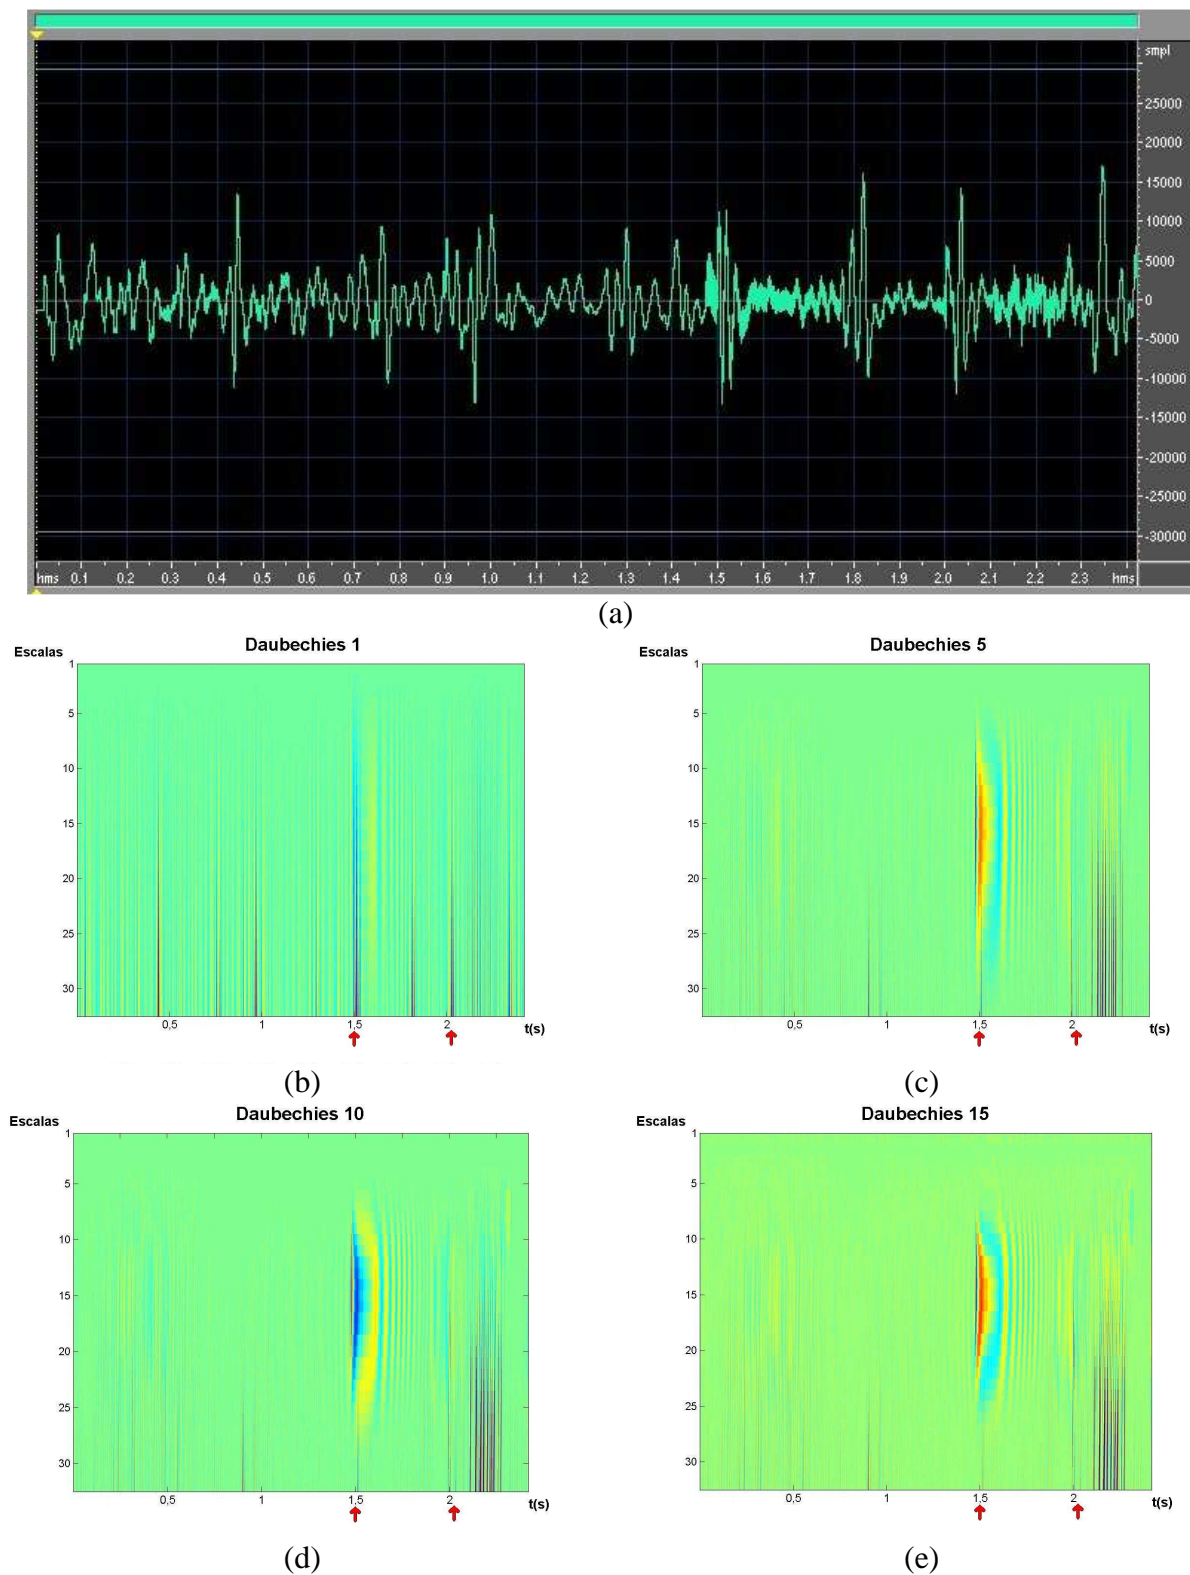 smpl
25000
20000
15000
10000
5000
0
-5000
-10000
-15000
-20000
-25000
-30000
hms 0.1 0.2 0.3 0.4 0.5 0.6 0.7 0.8 0.9 1.0 1.1 1.2 1.3 1.4 1.5 1.6 1.7 1.8 1.9 2.0 2.1 2.2 2.3 hms
(a)
Daubechies 1
Escalas
1
5
10
15
20
25
30
0,5 1 1,5 2 t(s)
(b)
Daubechies 5
Escalas
1
5
10
15
20
25
30
0,5 1 1,5 2 t(s)
(c)
Daubechies 10
Escalas
1
5
10
15
20
25
30
0,5 1 1,5 2 t(s)
(d)
Daubechies 15
Escalas
1
5
10
15
20
25
30
0,5 1 1,5 2 t(s)
(e)